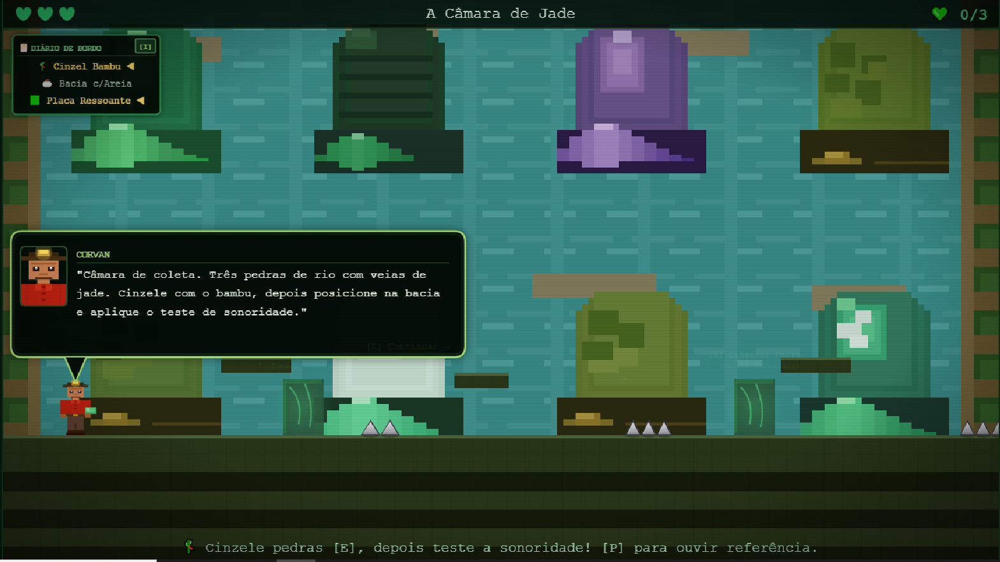 A Câmara de Jade
0/3
DIÁRIO DE BORDO
[I]
Cinzel Bambu
Bacia c/Areia
Placa Ressoante
CORVAN
"Câmara de coleta. Três pedras de rio com veias de
jade. Cinzele com o bambu, depois posicione na bacia
e aplique o teste de sonoridade."
[E] Continuar
Cinzele pedras [E], depois teste a sonoridade! [P] para ouvir referência.